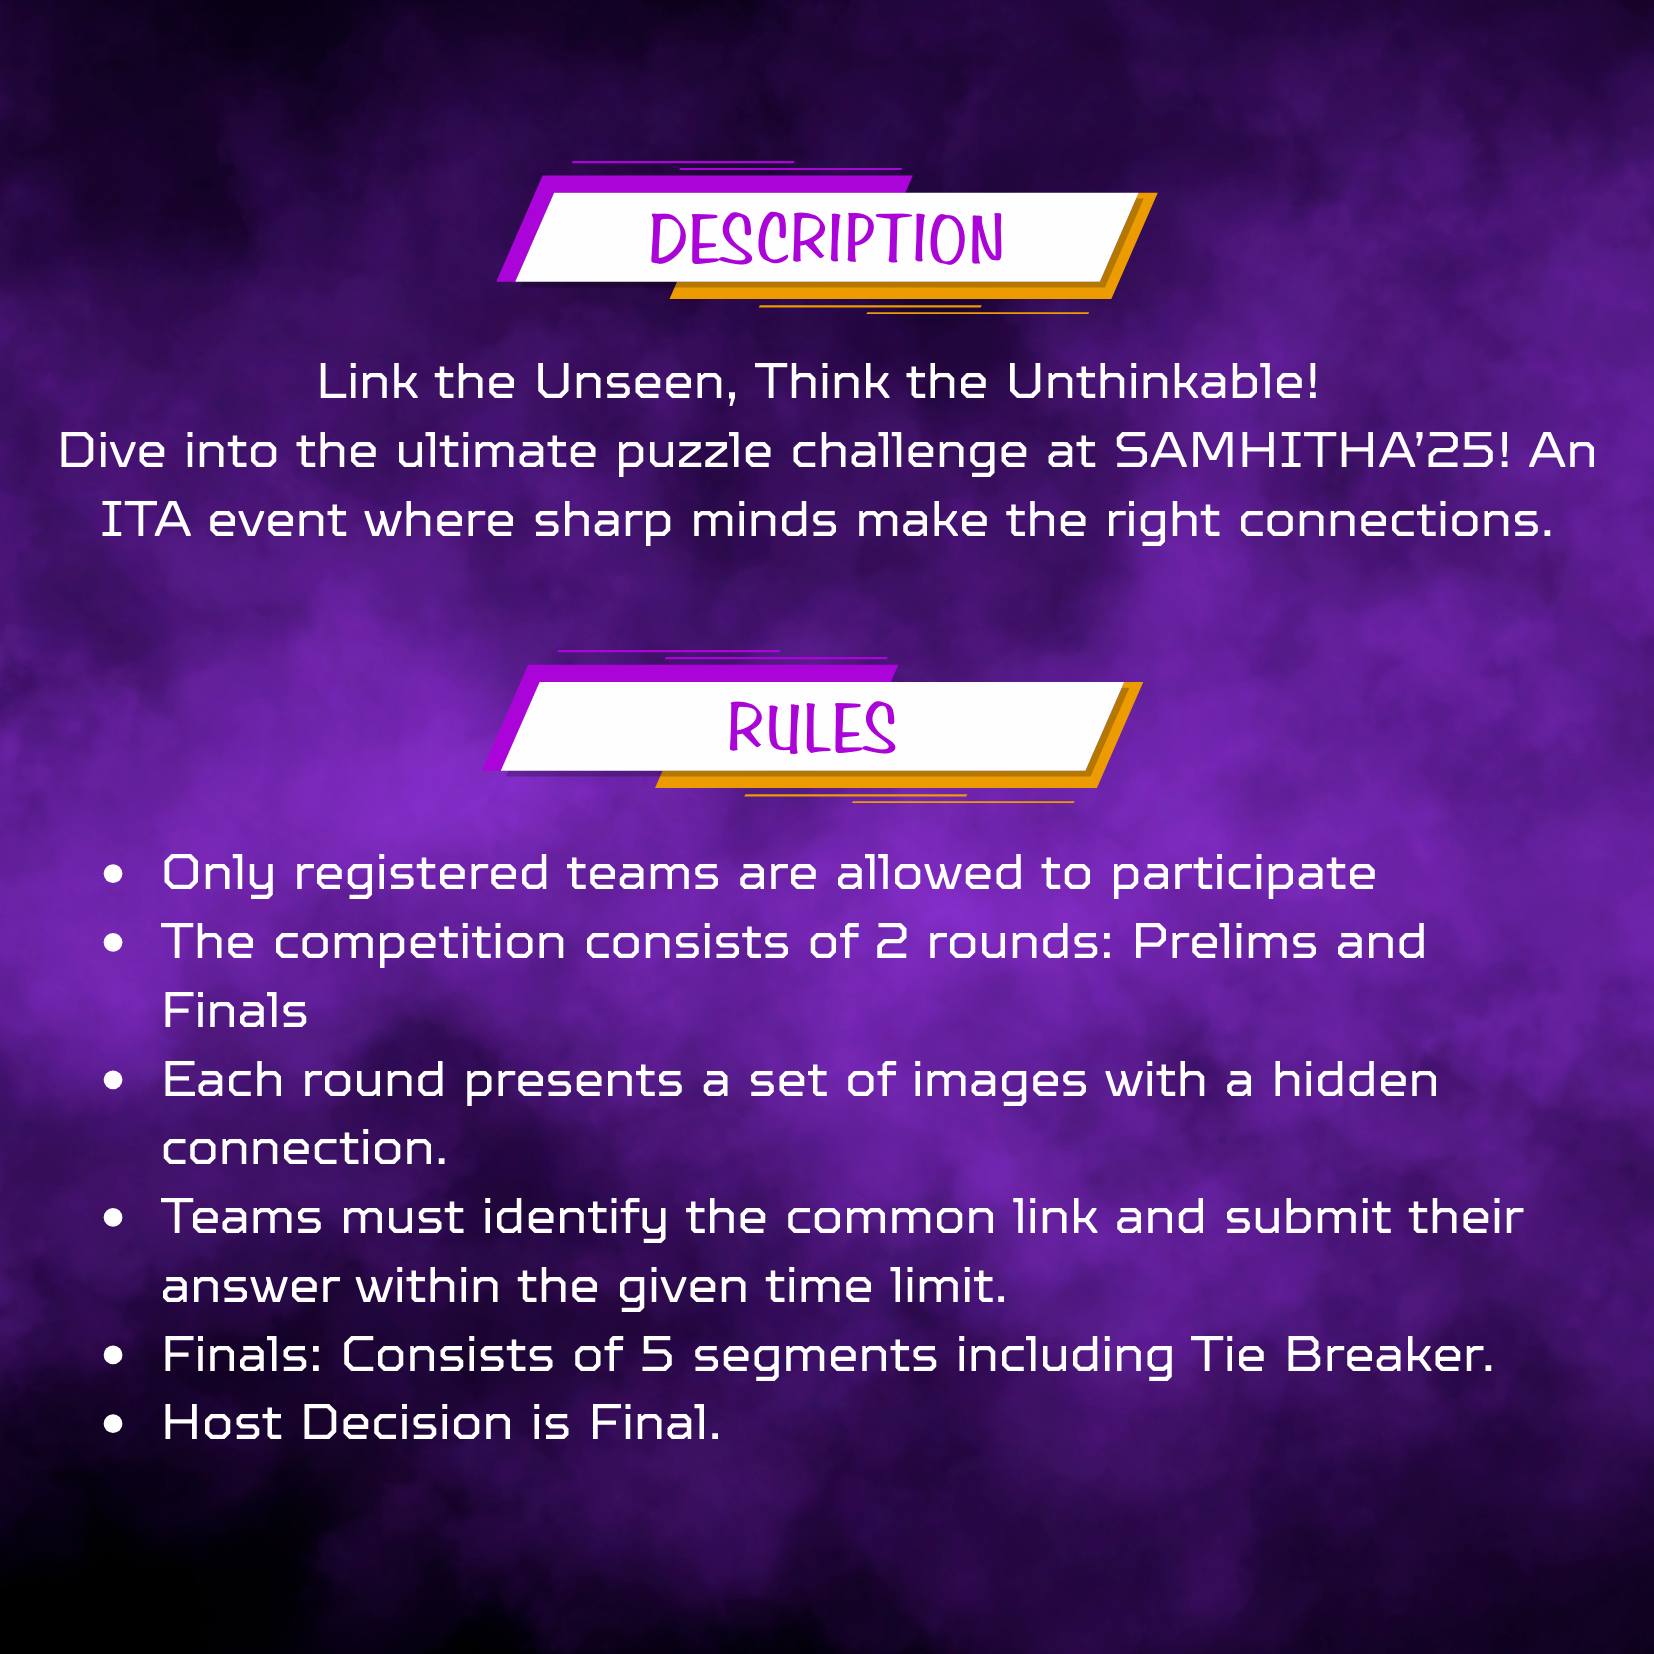 DESCRIPTION
Link the Unseen, Think the Unthinkable!
Dive into the ultimate puzzle challenge at SAMHITHA’25! An
ITA event where sharp minds make the right connections.
RULES
• Only registered teams are allowed to participate
• The competition consists of 2 rounds: Prelims and
Finals
• Each round presents a set of images with a hidden
connection.
• Teams must identify the common link and submit their
answer within the given time limit.
• Finals: Consists of 5 segments including Tie Breaker.
• Host Decision is Final.